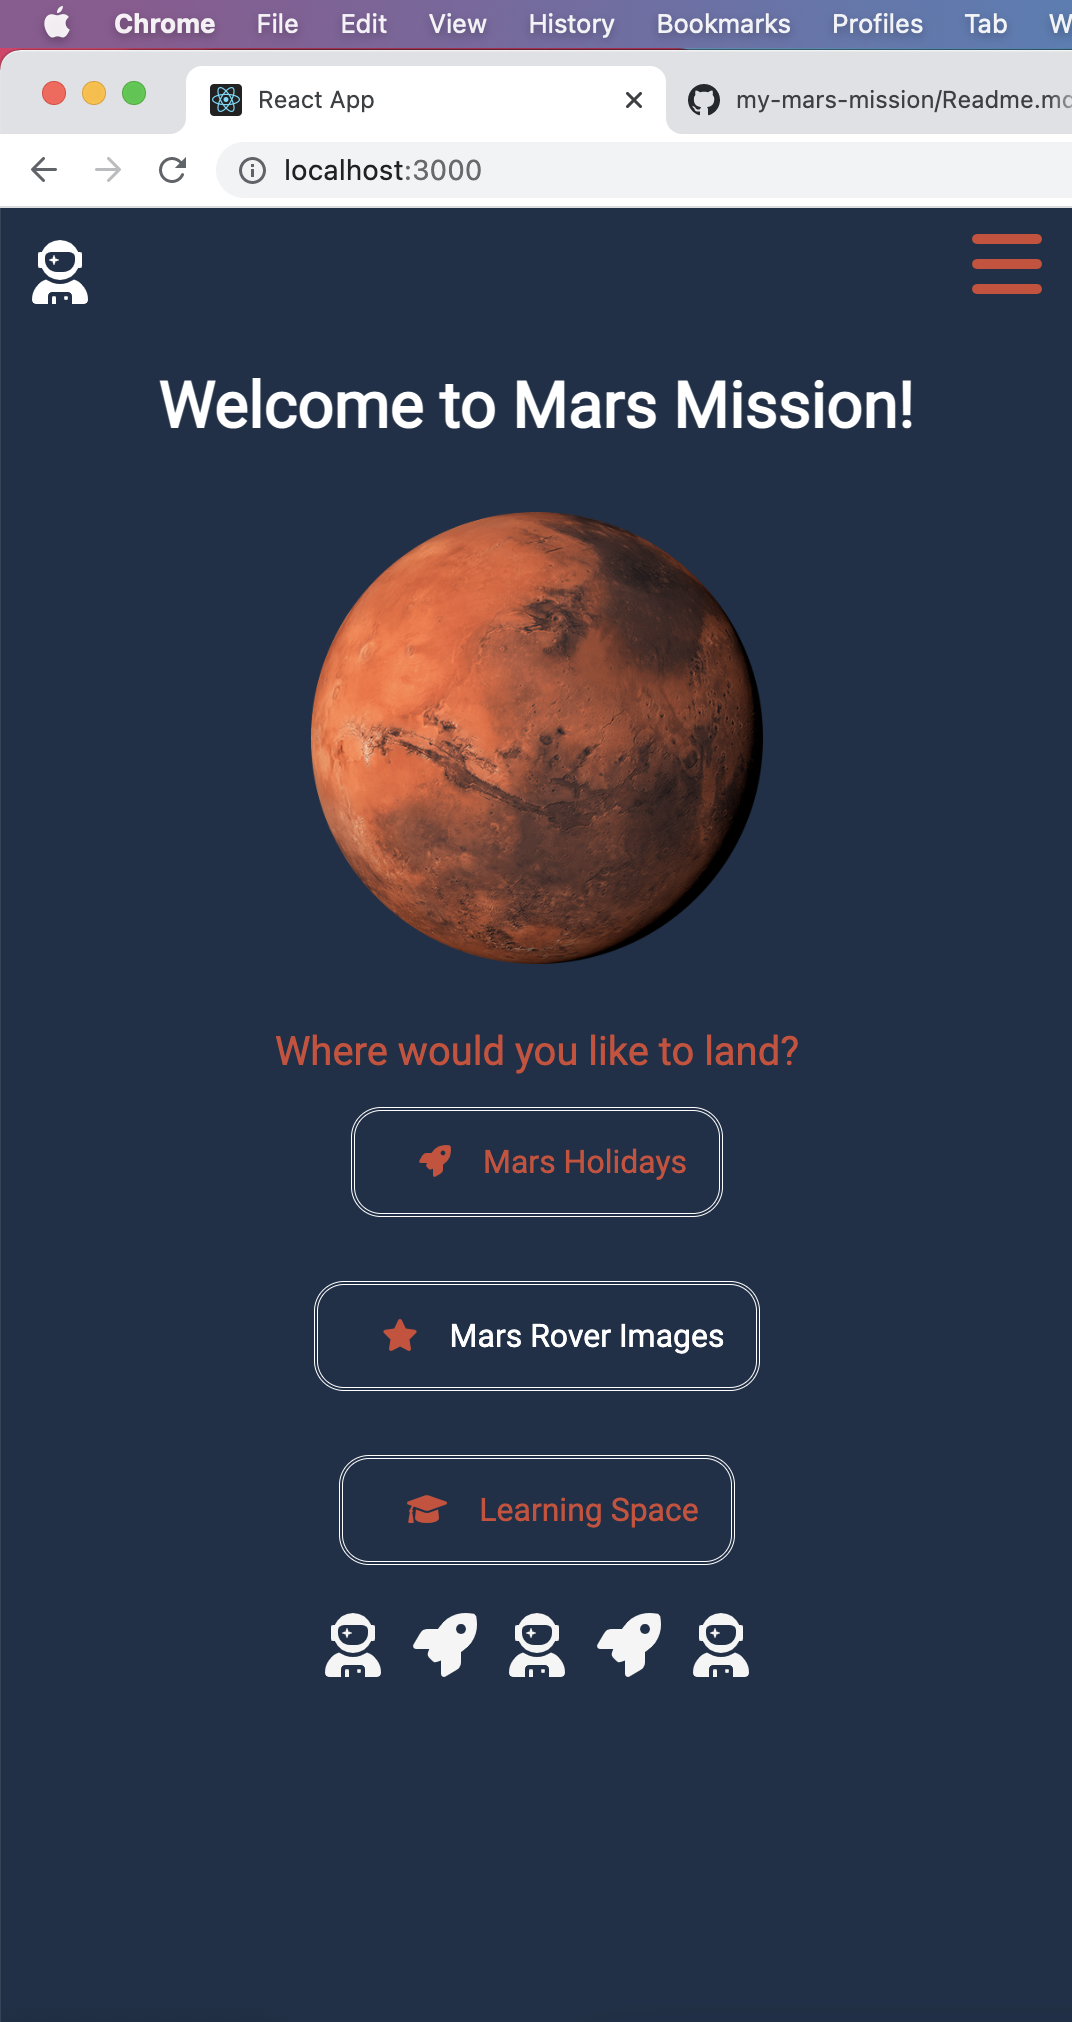 Chrome File Edit View History Bookmarks Profiles Tab W
React App my-mars-mission/Readme.md
localhost:3000
Welcome to Mars Mission!
Where would you like to land?
Mars Holidays
Mars Rover Images
Learning Space